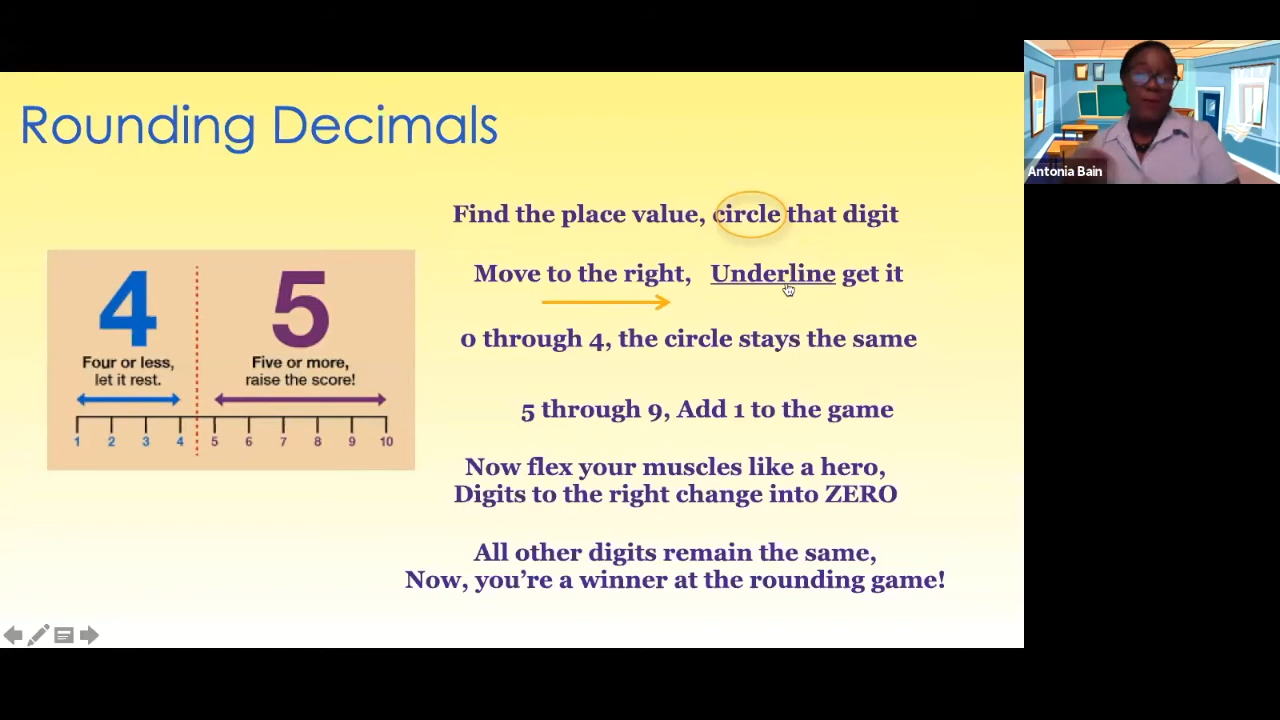 Rounding Decimals
Antonia Bain
Find the place value, circle that digit
Move to the right, Underline get it
0 through 4, the circle stays the same
5 through 9, Add 1 to the game
Now flex your muscles like a hero,
Digits to the right change into ZERO
All other digits remain the same,
Now, you're a winner at the rounding game!
4 5
Four or less, Five or more,
let it rest. raise the score!
1 2 3 4 5 6 7 8 9 10